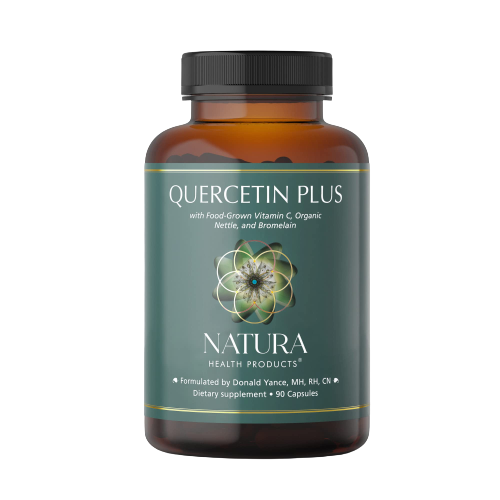 QUERCETIN PLUS
with Food-Grown Vitamin C, Organic
Nettle, and Bromelain
NATURA
HEALTH PRODUCTS®
Formulated by Donald Yance, MH, RH, CN
Dietary supplement • 90 Capsules